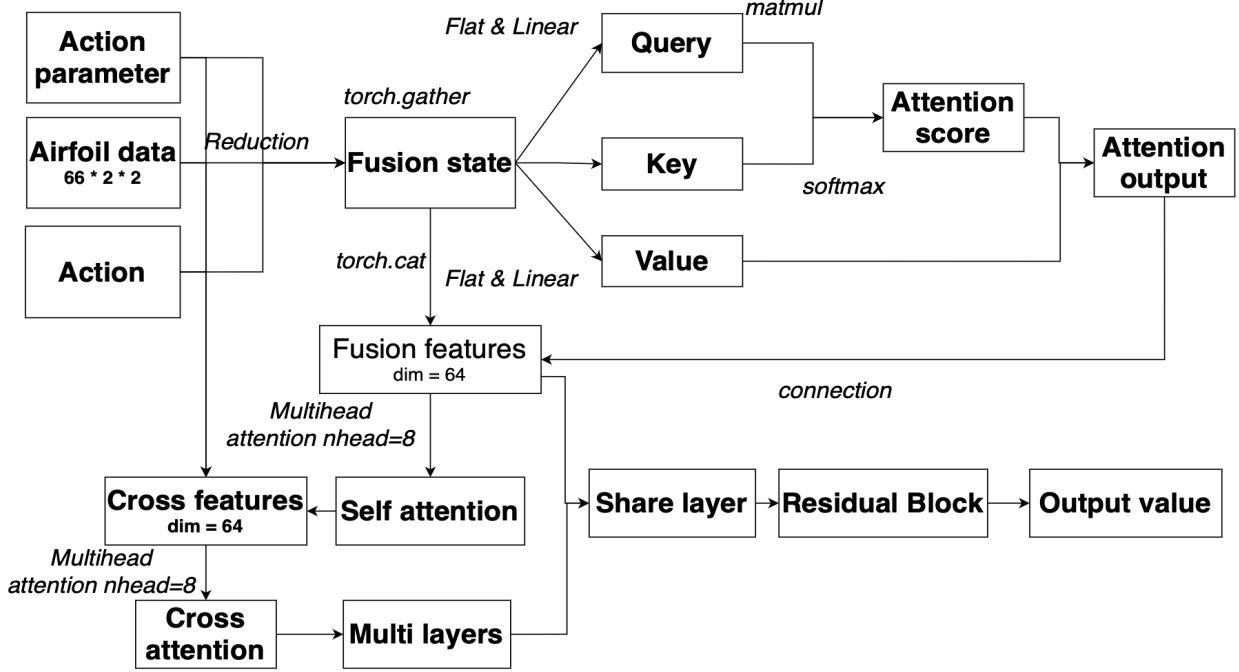 matmul
Flat & Linear
Query
Action
parameter
torch.gather
Attention
score
Reduction
Airfoil data
66 * 2 * 2
Fusion state
Key
softmax
Attention
output
Action
torch.cat
Flat & Linear
Value
Fusion features
dim = 64
connection
Multihead
attention nhead=8
Cross features
dim = 64
Self attention
Share layer
Residual Block
Output value
Multihead
attention nhead=8
Cross
attention
Multi layers